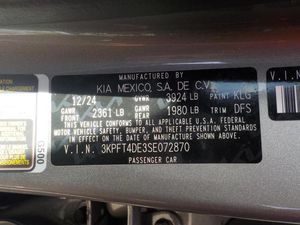 MFD BY
KIA MEXICO, S.A. DE C.V.
12/24 GVWR 3924 LB PAINT KLG
GAWR FRONT 2361 LB GAWR REAR 1980 LB TRIM DFS
THIS VEHICLE CONFORMS TO ALL APPLICABLE FEDERAL
MOTOR VEHICLE SAFETY, BUMPER, AND THEFT PREVENTION
STANDARDS IN EFFECT ON THE DATE OF MANUFACTURE
SHOWN ABOVE.
V.I.N. 3KPFT4DE3SE072870
PASSENGER CAR
V.I.N